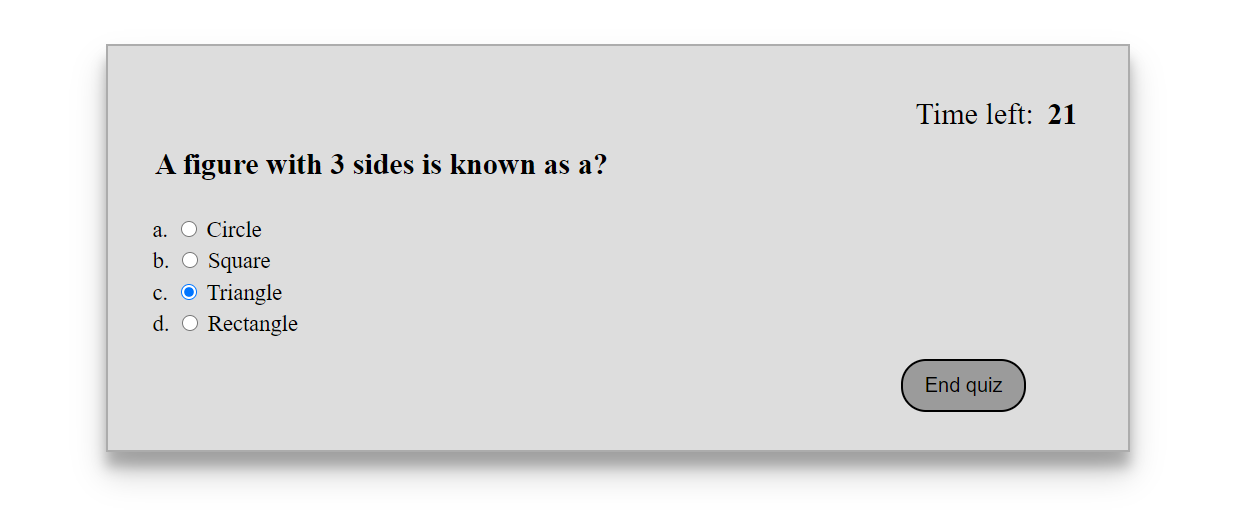 Time left: 21
A figure with 3 sides is known as a?
a. Circle
b. Square
c. Triangle
d. Rectangle
End quiz